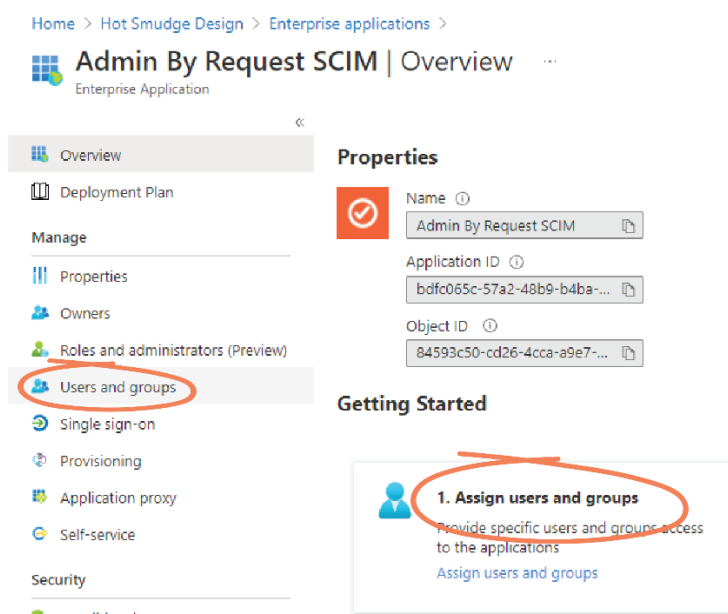 Home > Hot Smudge Design > Enterprise applications >
Admin By Request SCIM | Overview ...
Enterprise Application
«
Overview
Deployment Plan
Manage
Properties
Owners
Roles and administrators (Preview)
Users and groups
Single sign-on
Provisioning
Application proxy
Self-service
Security
Properties
Name
Admin By Request SCIM
Application ID
bdfc065c-57a2-48b9-b4ba-...
Object ID
84593c50-cd26-4cca-a9e7-...
Getting Started
1. Assign users and groups
Provide specific users and groups access
to the applications
Assign users and groups